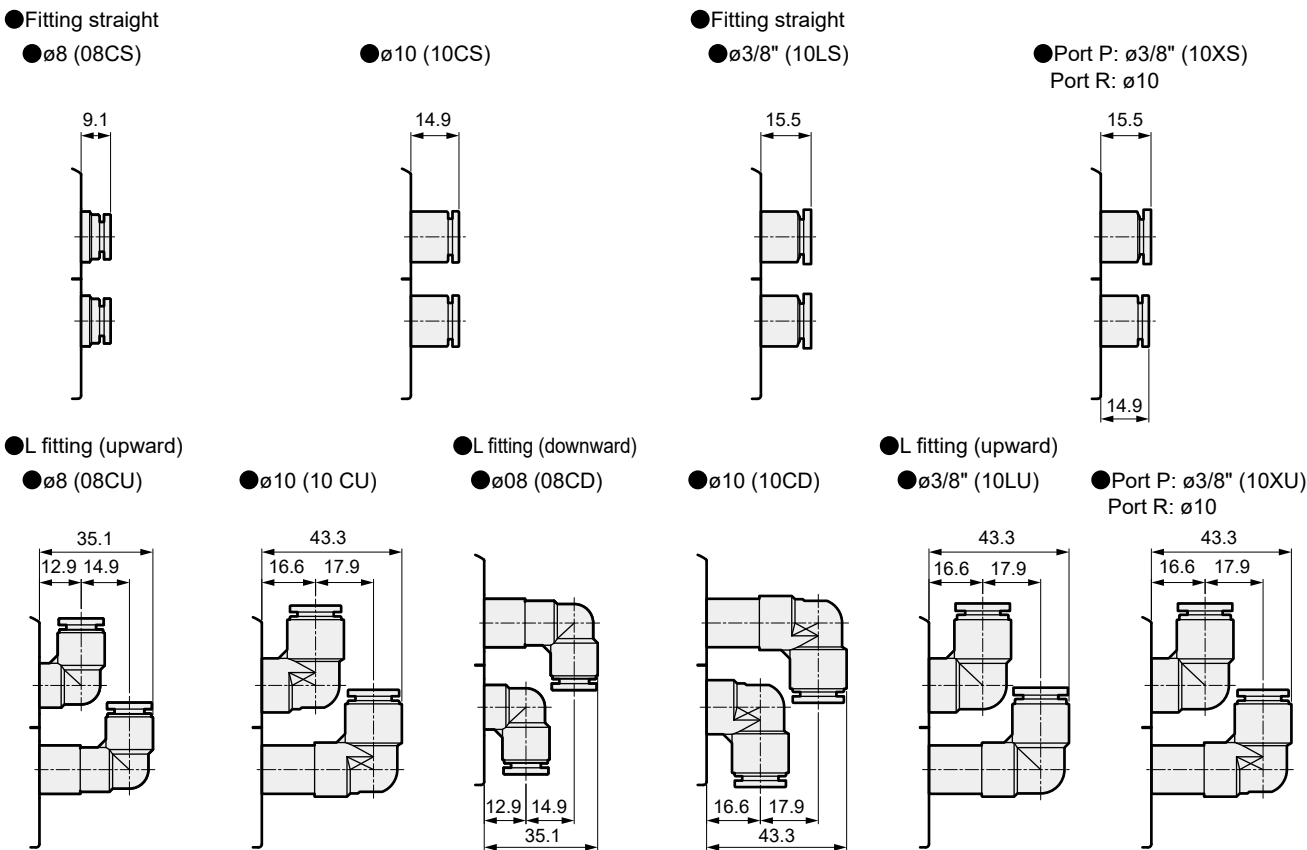 ●Fitting straight
●ø8 (08CS)
9.1
●ø10 (10CS)
14.9
●Fitting straight
●ø3/8" (10LS)
15.5
●Port P: ø3/8" (10XS)
Port R: ø10
15.5
14.9
●L fitting (upward)
●ø8 (08CU)
35.1
12.9 14.9
●ø10 (10 CU)
43.3
16.6 17.9
●L fitting (downward)
●ø08 (08CD)
12.9 14.9
35.1
●ø10 (10CD)
16.6 17.9
43.3
●L fitting (upward)
●ø3/8" (10LU)
43.3
16.6 17.9
●Port P: ø3/8" (10XU)
Port R: ø10
43.3
16.6 17.9